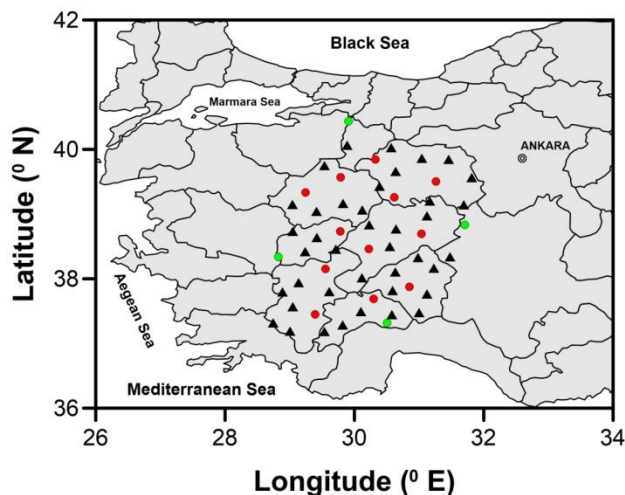 42
Black Sea
Marmara Sea
40
ANKARA
Latitude (⁰ N)
38
Aegean Sea
Mediterranean Sea
36
26 28 30 32 34
Longitude (⁰ E)